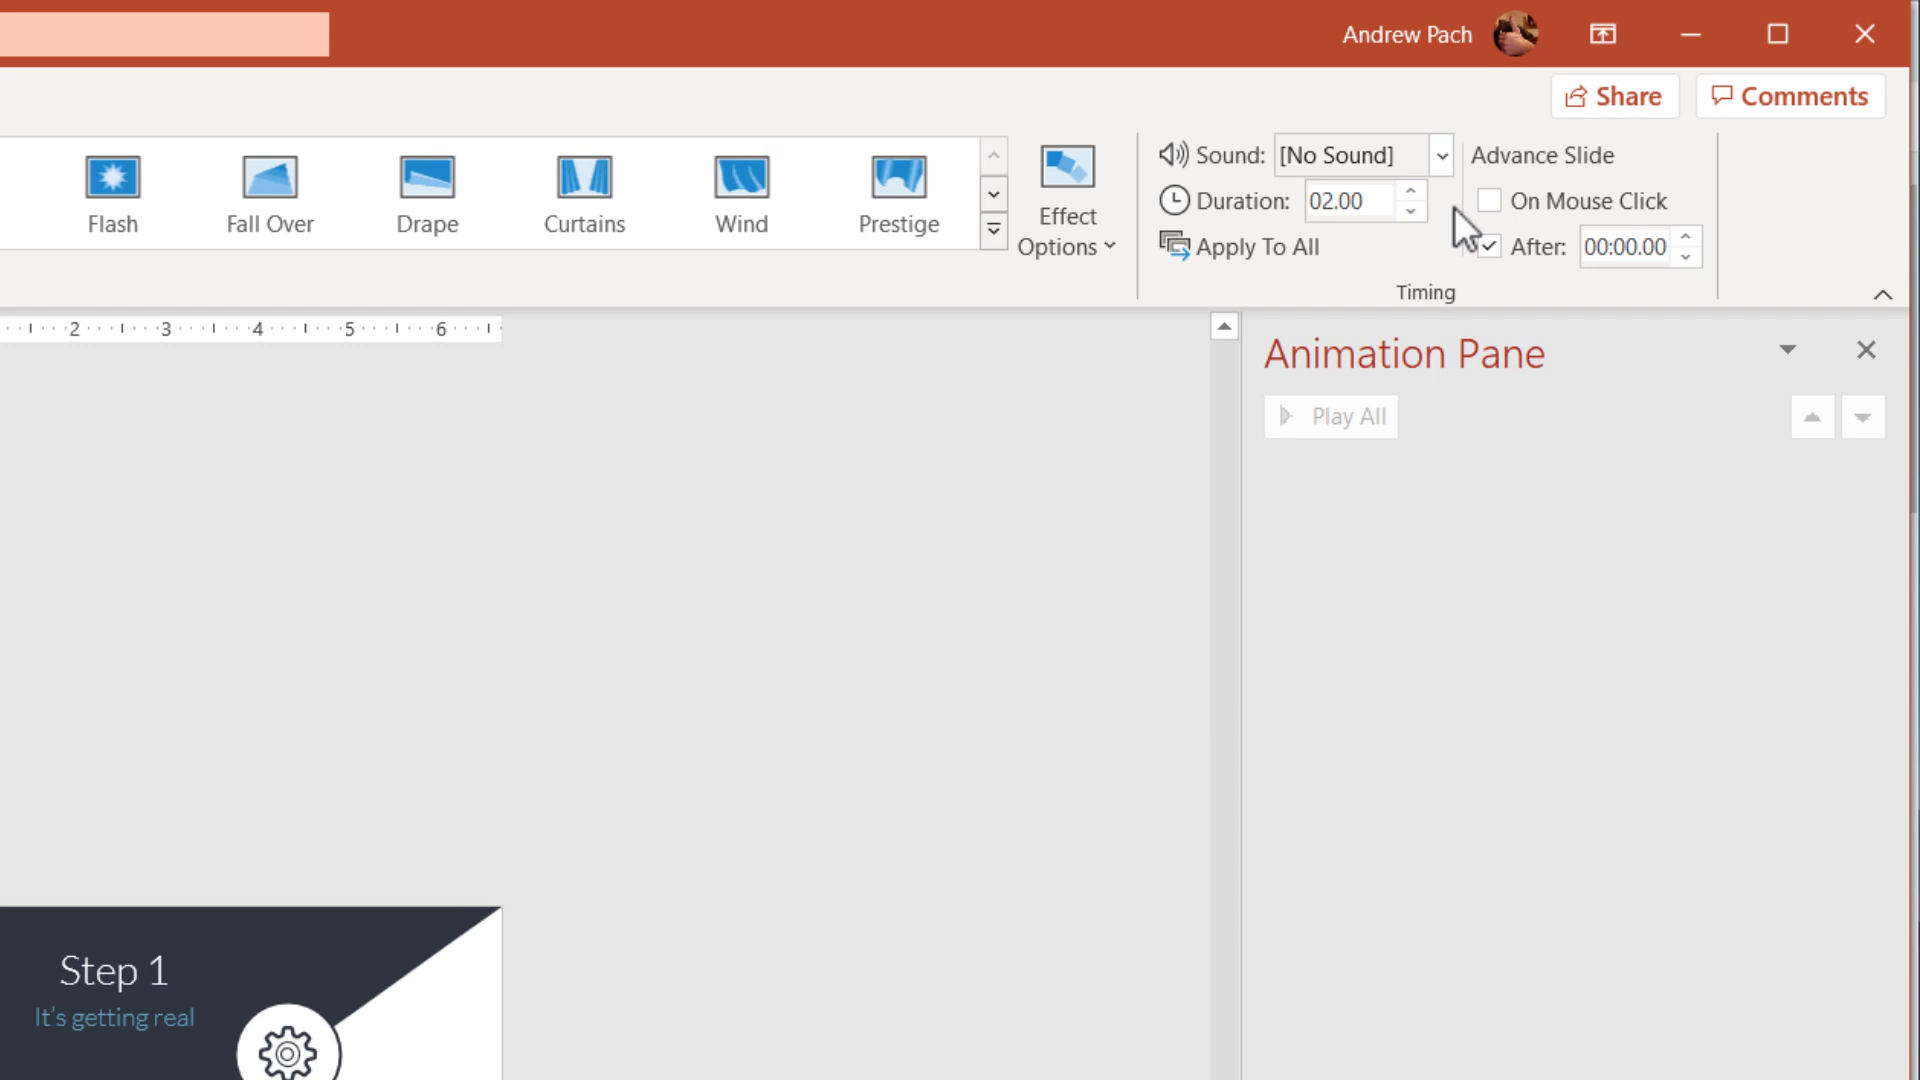 Andrew Pach
Share
Comments
Flash
Fall Over
Drape
Curtains
Wind
Prestige
Effect
Options
Sound: [No Sound]
Duration: 02.00
Apply To All
Advance Slide
On Mouse Click
After: 00:00.00
Timing
2 3 4 5 6
Animation Pane
Play All
Step 1
It's getting real